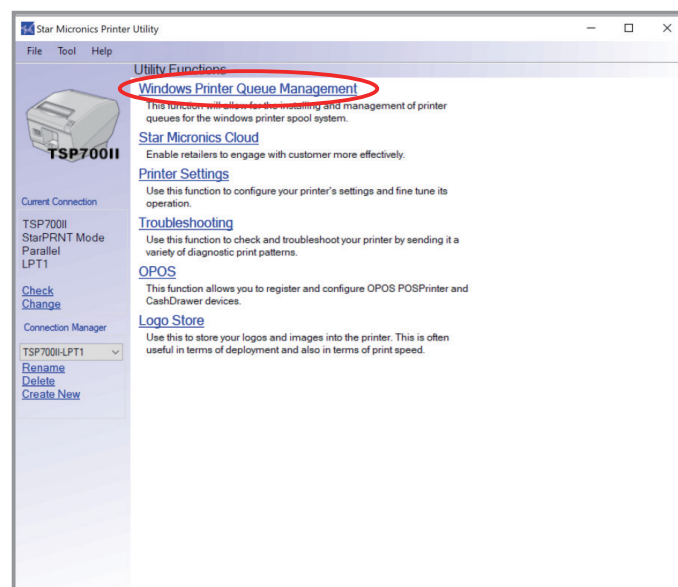 Star Micronics Printer Utility
File Tool Help
Utility Functions
Windows Printer Queue Management
This function will allow for the installing and management of printer
queues for the windows printer spool system.
Star Micronics Cloud
Enable retailers to engage with customer more effectively.
Printer Settings
Use this function to configure your printer's settings and fine tune its
operation.
Troubleshooting
Use this function to check and troubleshoot your printer by sending it a
variety of diagnostic print patterns.
OPOS
This function allows you to register and configure OPOS POSPrinter and
CashDrawer devices.
Logo Store
Use this to store your logos and images into the printer. This is often
useful in terms of deployment and also in terms of print speed.
TSP700II
Current Connection
TSP700II
StarPRNT Mode
Parallel
LPT1
Check
Change
Connection Manager
TSP700II-LPT1
Rename
Delete
Create New